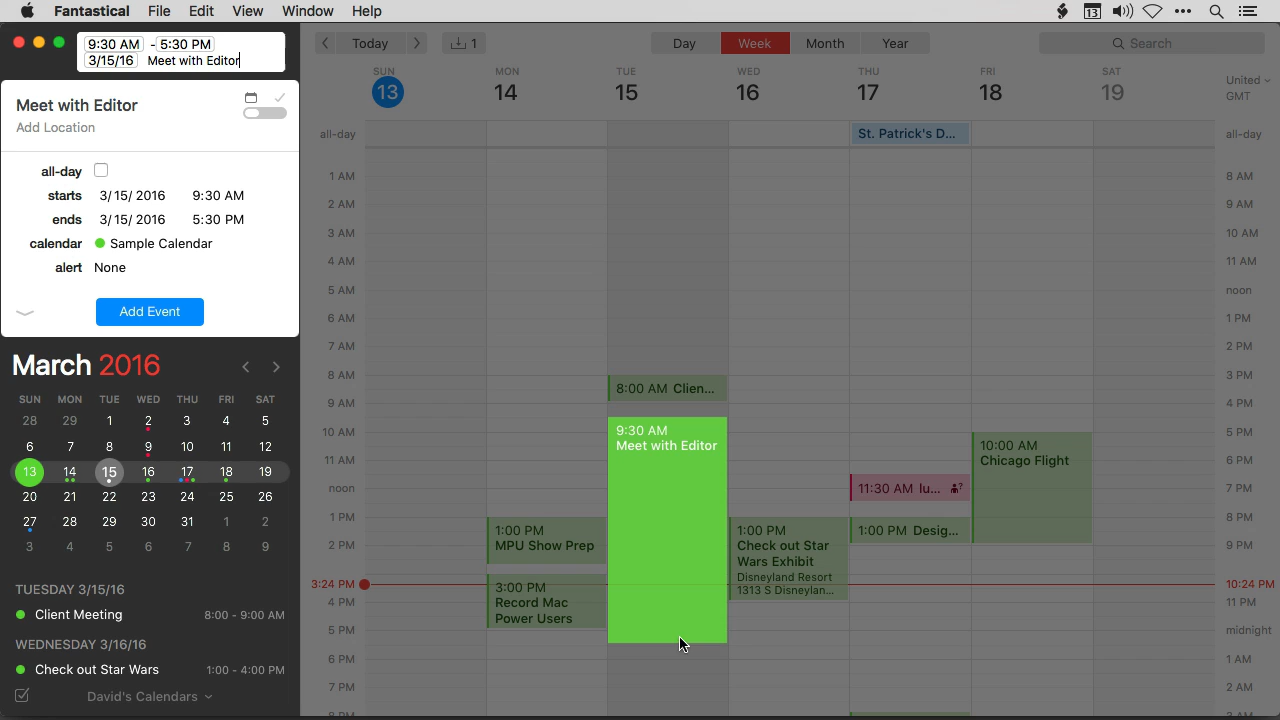 Fantastical File Edit View Window Help
13
9:30 AM - 5:30 PM
3/15/16 Meet with Editor
Today
1
Day Week Month Year
Search
Meet with Editor
Add Location
all-day
starts 3/15/2016 9:30 AM
ends 3/15/2016 5:30 PM
calendar Sample Calendar
alert None
Add Event
March 2016
SUN MON TUE WED THU FRI SAT
28 29 1 2 3 4 5
6 7 8 9 10 11 12
13 14 15 16 17 18 19
20 21 22 23 24 25 26
27 28 29 30 31 1 2
3 4 5 6 7 8 9
TUESDAY 3/15/16
Client Meeting 8:00 - 9:00 AM
WEDNESDAY 3/16/16
Check out Star Wars 1:00 - 4:00 PM
David's Calendars
SUN MON TUE WED THU FRI SAT
13 14 15 16 17 18 19
United
GMT
all-day St. Patrick's D... all-day
1 AM 8 AM
2 AM 9 AM
3 AM 10 AM
4 AM 11 AM
5 AM noon
6 AM 1 PM
7 AM 2 PM
8 AM 3 PM
9 AM 4 PM
10 AM 5 PM
11 AM 6 PM
noon 7 PM
1 PM 8 PM
2 PM 9 PM
3:24 PM 10:24 PM
4 PM 11 PM
5 PM midnight
6 PM 1 AM
7 PM 2 AM
1:00 PM
MPU Show Prep
3:00 PM
Record Mac
Power Users
8:00 AM Clien...
9:30 AM
Meet with Editor
1:00 PM
Check out Star
Wars Exhibit
Disneyland Resort
1313 S Disneylan...
11:30 AM lu...
1:00 PM Desig...
10:00 AM
Chicago Flight